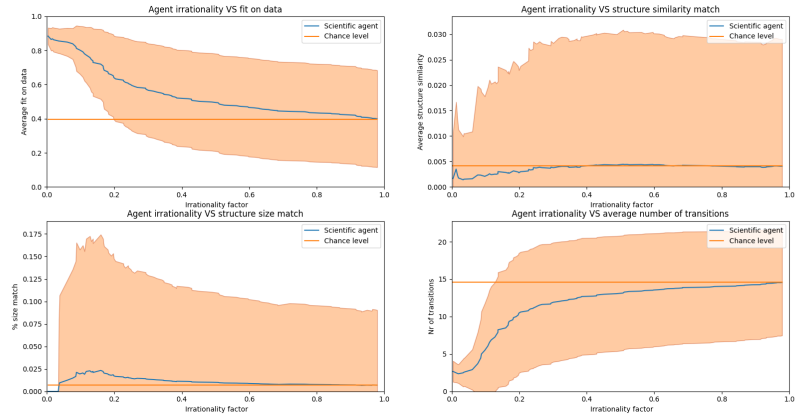 Agent irrationality VS fit on data
Average fit on data
1.0
0.8
0.6
0.4
0.2
0.0
Scientific agent
Chance level
0.0 0.2 0.4 0.6 0.8 1.0
Irrationality factor
Agent irrationality VS structure similarity match
Average structure similarity
0.030
0.025
0.020
0.015
0.010
0.005
0.000
Scientific agent
Chance level
0.0 0.2 0.4 0.6 0.8 1.0
Irrationality factor
Agent irrationality VS structure size match
% size match
0.175
0.150
0.125
0.100
0.075
0.050
0.025
0.000
Scientific agent
Chance level
0.0 0.2 0.4 0.6 0.8 1.0
Irrationality factor
Agent irrationality VS average number of transitions
Nr of transitions
20
15
10
5
0
Scientific agent
Chance level
0.0 0.2 0.4 0.6 0.8 1.0
Irrationality factor